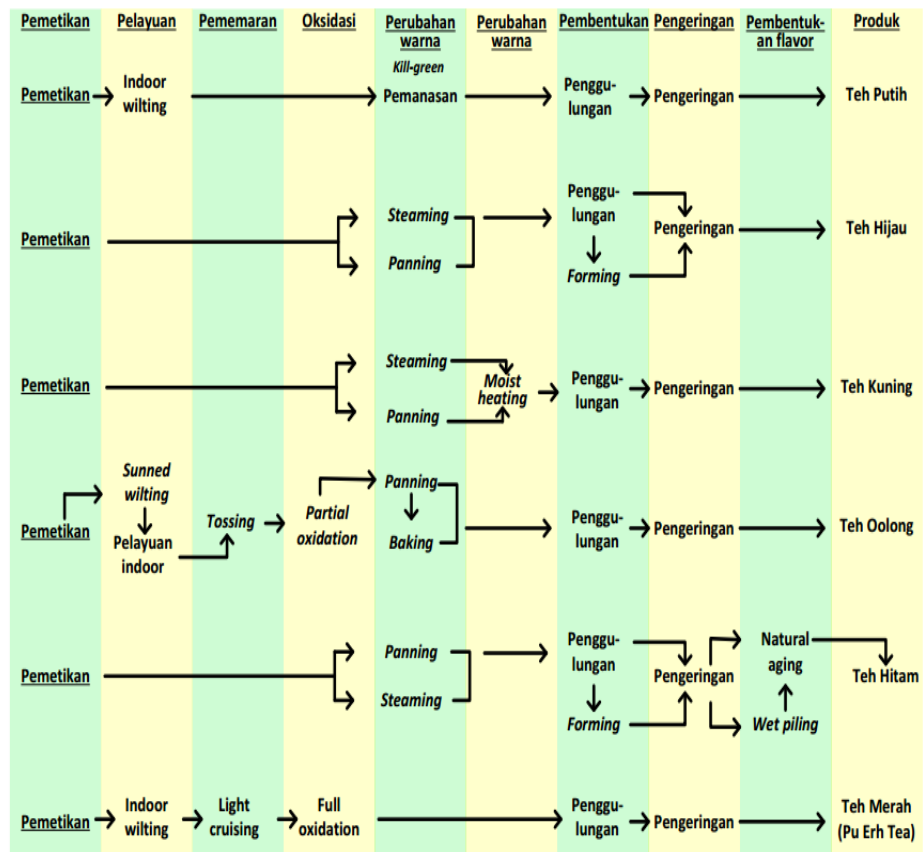 Pemetikan Pelayuan Pememaran Oksidasi Perubahan Perubahan Pembentukan Pengeringan Pembentuk- Produk
warna warna an flavor
Kill-green
Pemetikan Indoor Pemanasan Penggu- Pengeringan Teh Putih
wilting lungan
Penggu-
Steaming lungan
Pemetikan Pengeringan Teh Hijau
Panning Forming
Steaming
Pemetikan Moist Penggu- Pengeringan Teh Kuning
heating lungan
Panning
Sunned Panning
wilting
Pemetikan Tossing Partial Penggu- Pengeringan Teh Oolong
Pelayuan oxidation Baking lungan
indoor
Panning Penggu- Natural
lungan aging
Pemetikan Pengeringan Teh Hitam
Steaming
Forming Wet piling
Pemetikan Indoor Light Full Penggu- Pengeringan Teh Merah
wilting cruising oxidation lungan (Pu Erh Tea)